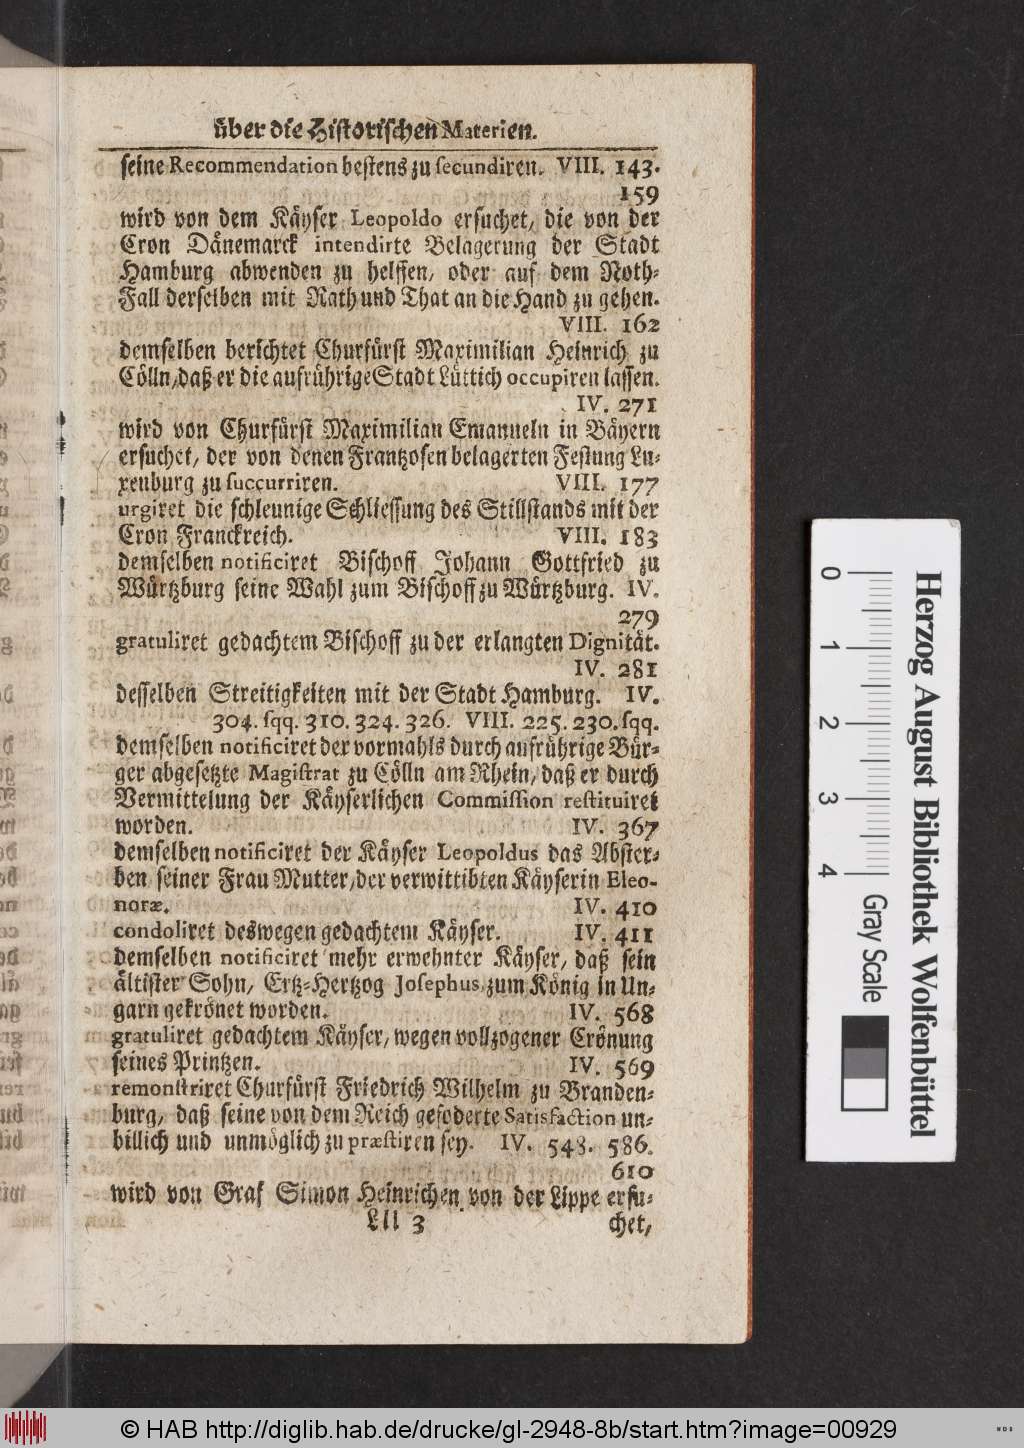 über die Historischen Materien.
seine Recommendation bestens zu secundiren. VIII. 143.
159
wird von dem Käyser Leopoldo ersuchet, die von der
Cron Dänemarck intendirte Belagerung der Stadt
Hamburg abwenden zu helffen, oder auf dem Noth-
Fall derselben mit Rath und That an die Hand zu gehen.
VIII. 162
demselben berichtet Churfürst Maximilian Heinrich zu
Cölln, daß er die aufrührige Stadt Lüttich occupiren lassen.
IV. 271
wird von Churfürst Maximilian Emanueln in Bäyern
ersuchet, der von denen Frantzosen belagerten Festung Lu-
xenburg zu succurriren. VIII. 177
urgiret die schleunige Schliessung des Stillstands mit der
Cron Franckreich. VIII. 183
demselben notificiret Bischoff Johann Gottfried zu
Würtzburg seine Wahl zum Bischoff zu Würtzburg. IV.
279
gratuliret gedachtem Bischoff zu der erlangten Dignität.
IV. 281
desselben Streitigkeiten mit der Stadt Hamburg. IV.
304. sqq. 310. 324. 326. VIII. 225. 230. sqq.
demselben notificiret der vormahls durch aufrührige Bür-
ger abgesetzte Magistrat zu Cölln am Rhein, daß er durch
Vermittelung der Käyserlichen Commission restituiret
worden. IV. 367
demselben notificiret der Käyser Leopoldus das Abster-
ben seiner Frau Mutter, der verwittibten Käyserin Eleo-
noræ. IV. 410
condoliret deswegen gedachtem Käyser. IV. 411
demselben notificiret mehr erwehnter Käyser, daß sein
ältister Sohn, Ertz-Hertzog Josephus zum König in Un-
garn gekrönet worden. IV. 568
gratuliret gedachtem Käyser, wegen vollzogener Crönung
seines Printzen. IV. 569
remonstriret Churfürst Friedrich Wilhelm zu Branden-
burg, daß seine von dem Reich gefoderte Satisfaction un-
billich und unmöglich zu præstiren sey. IV. 548. 586.
610
wird von Graf Simon Heinrichen von der Lippe ersu-
Lll 3 chet,
Herzog August Bibliothek Wolfenbüttel
0 1 2 3 4 Gray Scale
© HAB http://diglib.hab.de/drucke/gl-2948-8b/start.htm?image=00929